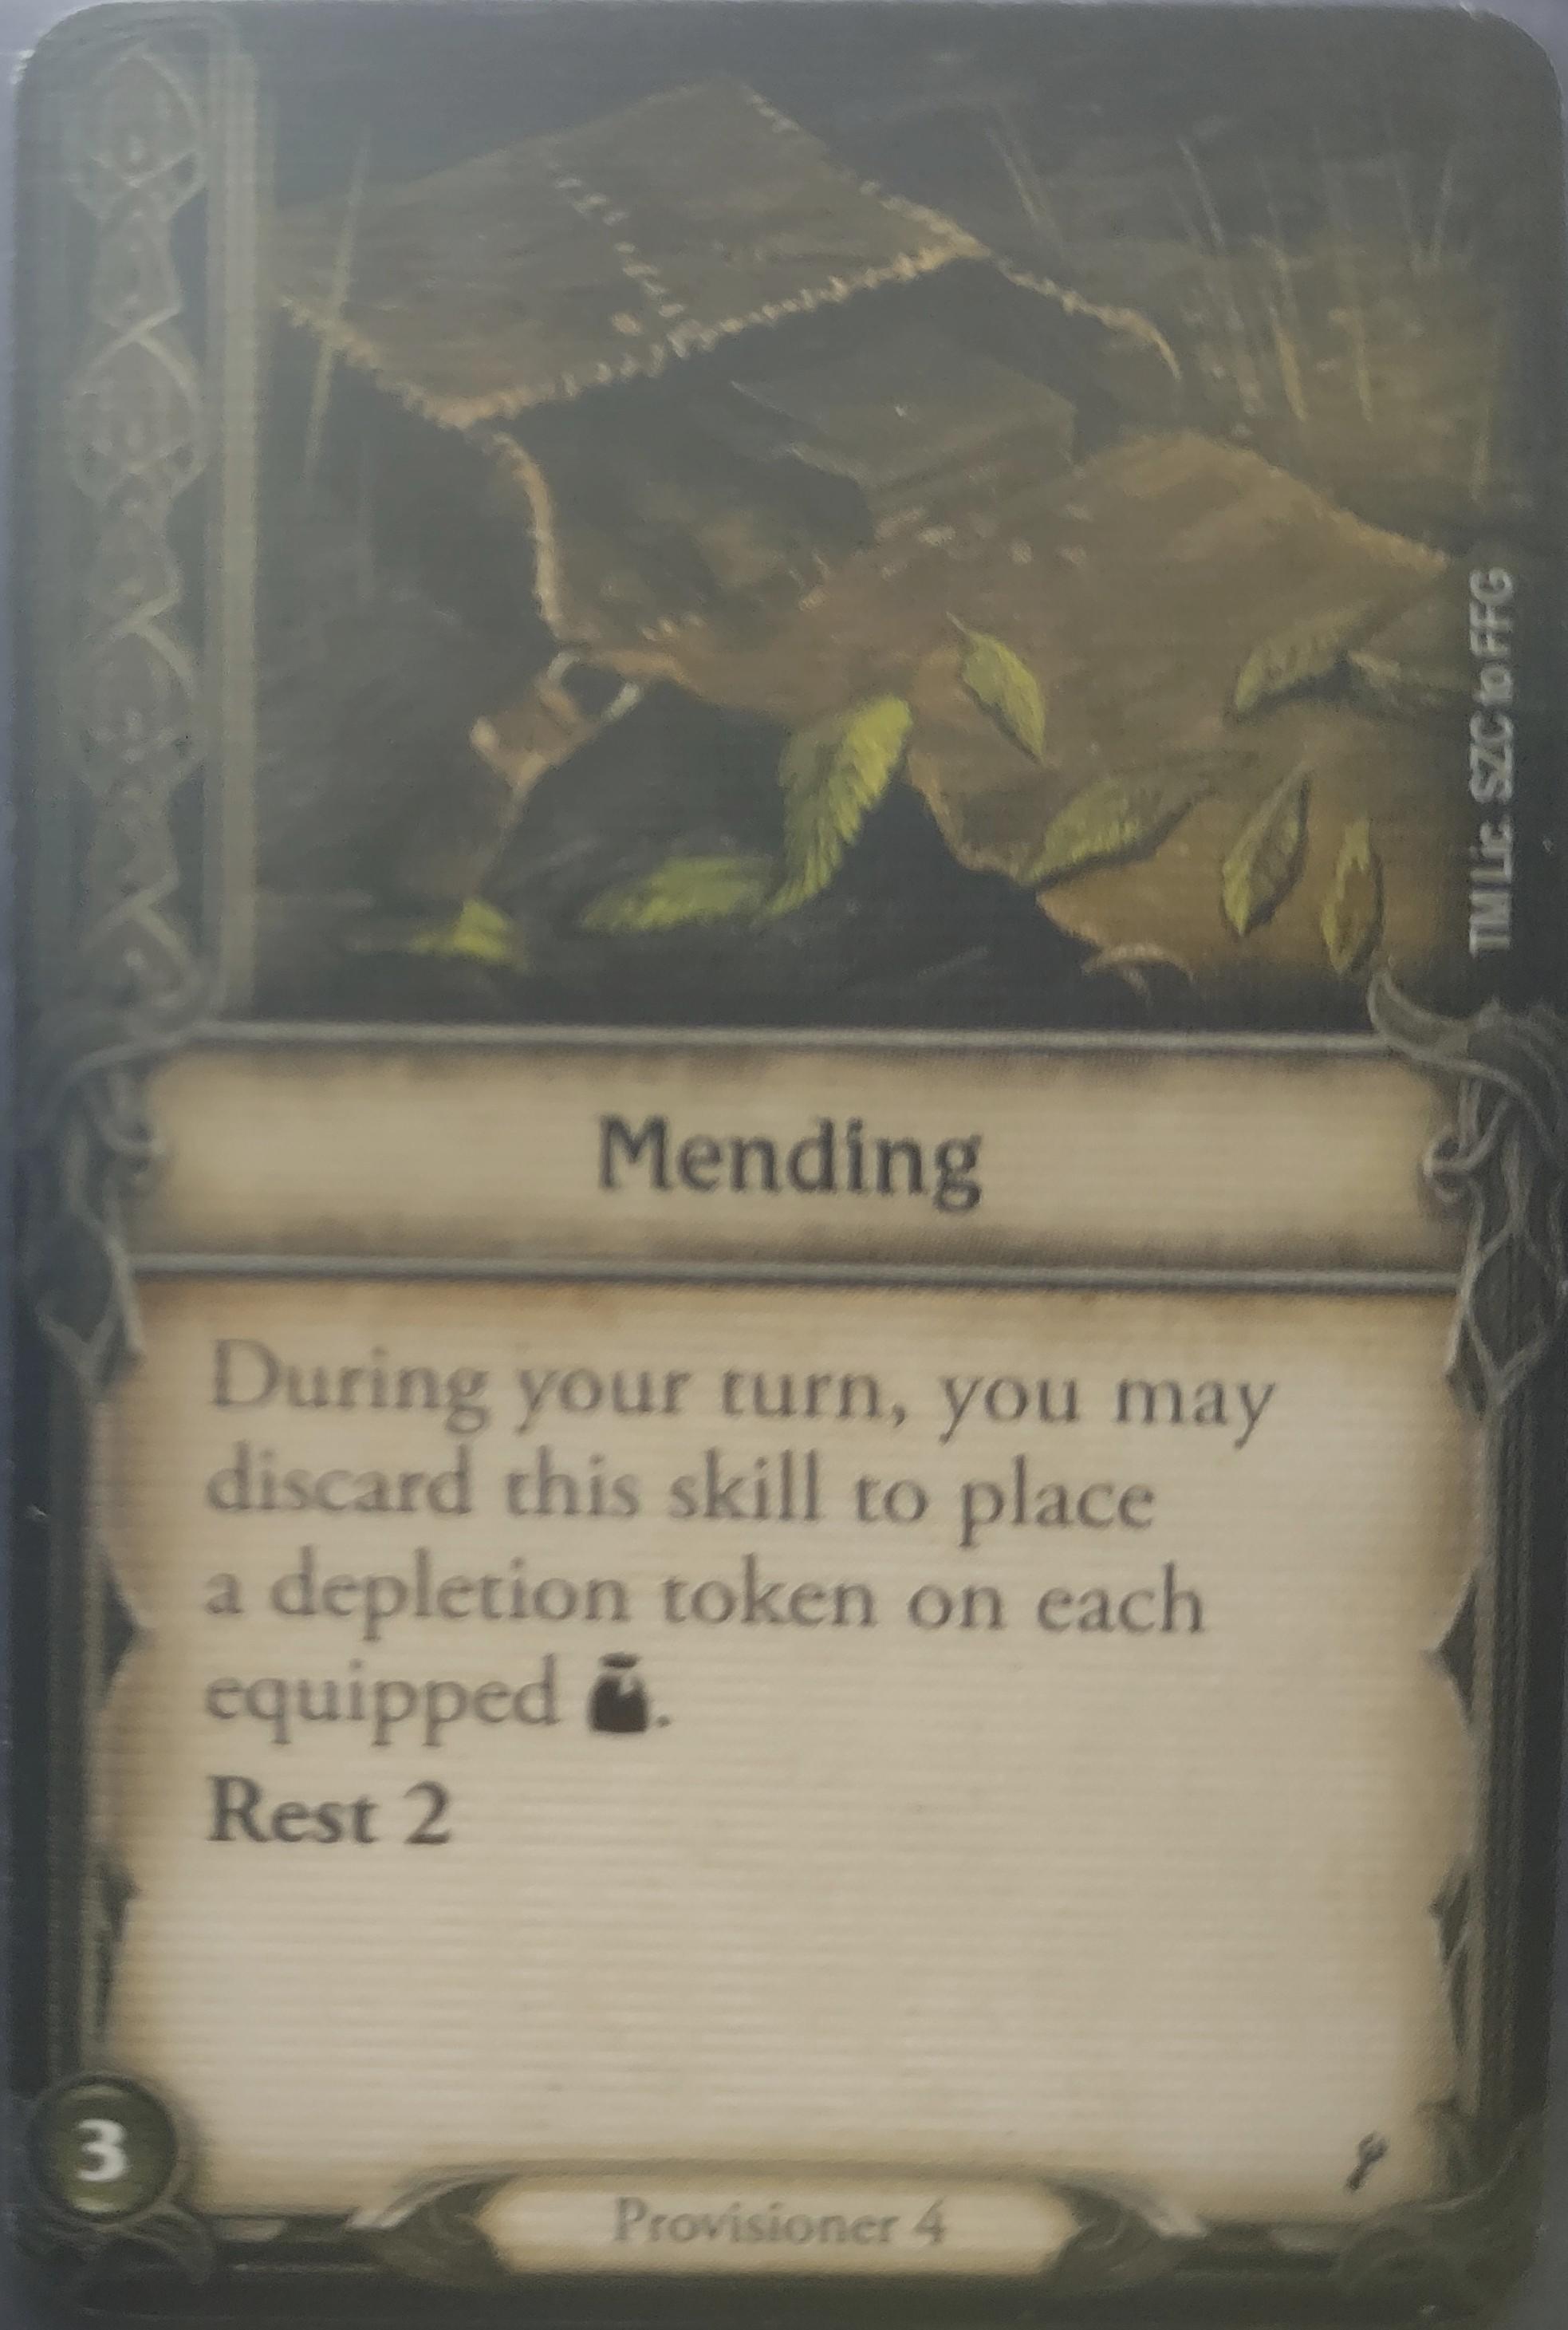 TM Lic. SZC to FFG
Mending
During your turn, you may
discard this skill to place
a depletion token on each
equipped .
Rest 2
3
Provisioner 4